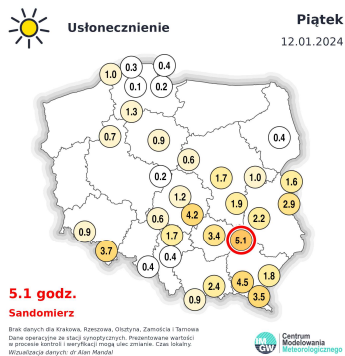 Usłonecznienie
Piątek
12.01.2024
0.3
0.4
1.0
0.1
0.2
1.3
0.7
0.9
0.4
0.6
0.2
1.7
1.0
1.6
1.2
1.9
2.9
0.6
4.2
2.2
0.9
1.7
3.4
5.1
3.7
0.4
0.4
4.5
1.8
2.4
0.9
3.5
5.1 godz.
Sandomierz
Brak danych dla Krakowa, Rzeszowa, Olsztyna, Zamościa i Tarnowa
Dane operacyjne ze stacji synoptycznych. Prezentowane wartości
w procesie kontroli i weryfikacji mogą ulec zmianie. Czas lokalny.
Wizualizacja danych: dr Alan Mandal
IM
GW
Centrum
Modelowania
Meteorologicznego